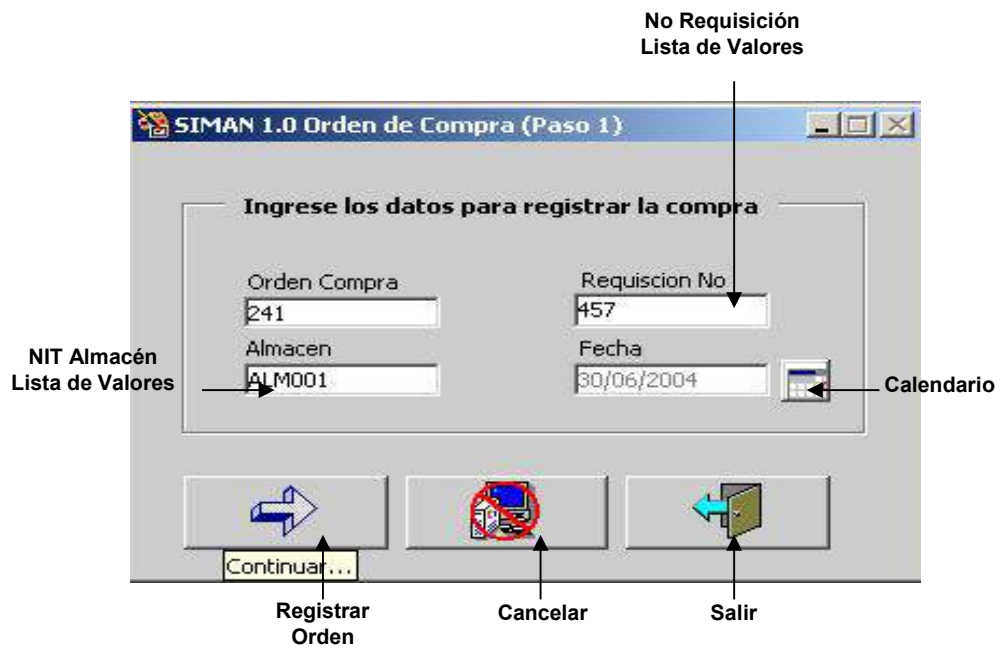 No Requisición
Lista de Valores
SIMAN 1.0 Orden de Compra (Paso 1)
Ingrese los datos para registrar la compra
Orden Compra
241
Requiscion No
457
Almacen
ALM001
Fecha
30/06/2004
NIT Almacén
Lista de Valores
Calendario
Continuar...
Registrar
Orden
Cancelar
Salir